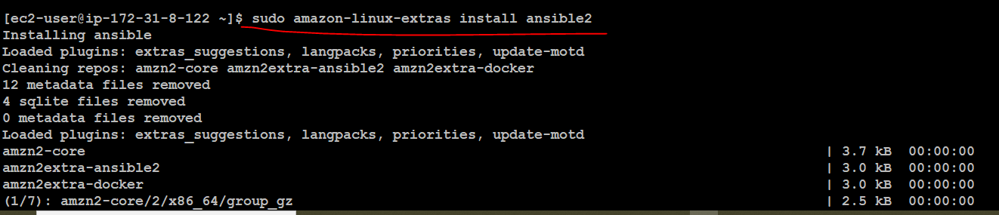 [ec2-user@ip-172-31-8-122 ~]$ sudo amazon-linux-extras install ansible2
Installing ansible
Loaded plugins: extras_suggestions, langpacks, priorities, update-motd
Cleaning repos: amzn2-core amzn2extra-ansible2 amzn2extra-docker
12 metadata files removed
4 sqlite files removed
0 metadata files removed
Loaded plugins: extras_suggestions, langpacks, priorities, update-motd
amzn2-core | 3.7 kB 00:00:00
amzn2extra-ansible2 | 3.0 kB 00:00:00
amzn2extra-docker | 3.0 kB 00:00:00
(1/7): amzn2-core/2/x86_64/group_gz | 2.5 kB 00:00:00